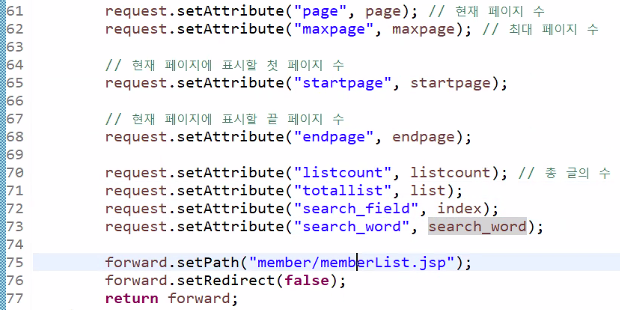 61 request.setAttribute("page", page); // 현재 페이지 수
62 request.setAttribute("maxpage", maxpage); // 최대 페이지 수
63
64 // 현재 페이지에 표시할 첫 페이지 수
65 request.setAttribute("startpage", startpage);
66
67 // 현재 페이지에 표시할 끝 페이지 수
68 request.setAttribute("endpage", endpage);
69
70 request.setAttribute("listcount", listcount); // 총 글의 수
71 request.setAttribute("totallist", list);
72 request.setAttribute("search_field", index);
73 request.setAttribute("search_word", search_word);
74
75 forward.setPath("member/memberList.jsp");
76 forward.setRedirect(false);
77 return forward;